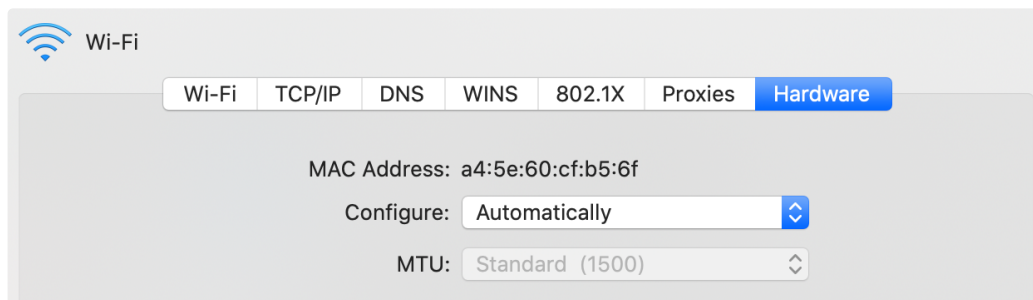 Wi-Fi
Wi-Fi TCP/IP DNS WINS 802.1X Proxies Hardware
MAC Address: a4:5e:60:cf:b5:6f
Configure: Automatically
MTU: Standard (1500)